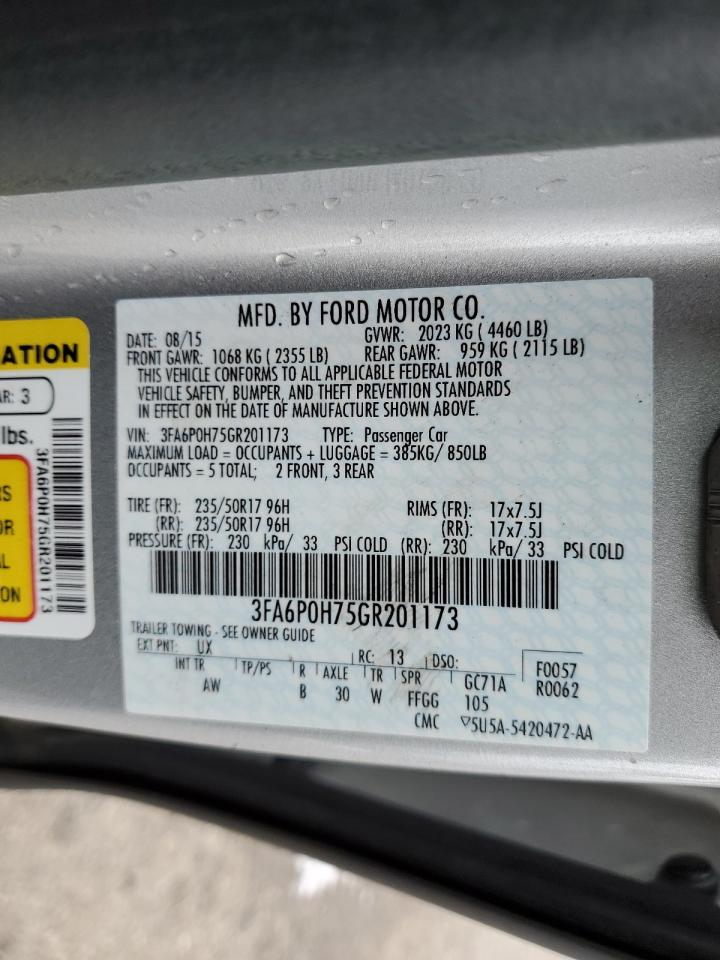 MFD. BY FORD MOTOR CO.
DATE: 08/15 GVWR: 2023 KG ( 4460 LB)
FRONT GAWR: 1068 KG ( 2355 LB) REAR GAWR: 959 KG ( 2115 LB)
THIS VEHICLE CONFORMS TO ALL APPLICABLE FEDERAL MOTOR
VEHICLE SAFETY, BUMPER, AND THEFT PREVENTION STANDARDS
IN EFFECT ON THE DATE OF MANUFACTURE SHOWN ABOVE.
VIN: 3FA6P0H75GR201173 TYPE: Passenger Car
MAXIMUM LOAD = OCCUPANTS + LUGGAGE = 385KG/ 850LB
OCCUPANTS = 5 TOTAL; 2 FRONT, 3 REAR
TIRE (FR): 235/50R17 96H RIMS (FR): 17x7.5J
(RR): 235/50R17 96H (RR): 17x7.5J
PRESSURE (FR): 230 kPa/ 33 PSI COLD (RR): 230 kPa/ 33 PSI COLD
3FA6P0H75GR201173
TRAILER TOWING - SEE OWNER GUIDE
EXT PNT: UX RC: 13 DSO: F0057
INT TR TP/PS R AXLE TR SPR GC71A R0062
AW B 30 W FFGG 105
CMC ▽5U5A-5420472-AA
ATION
AR: 3
lbs.
RS
OR
AL
ON
3FA6P0H75GR201173